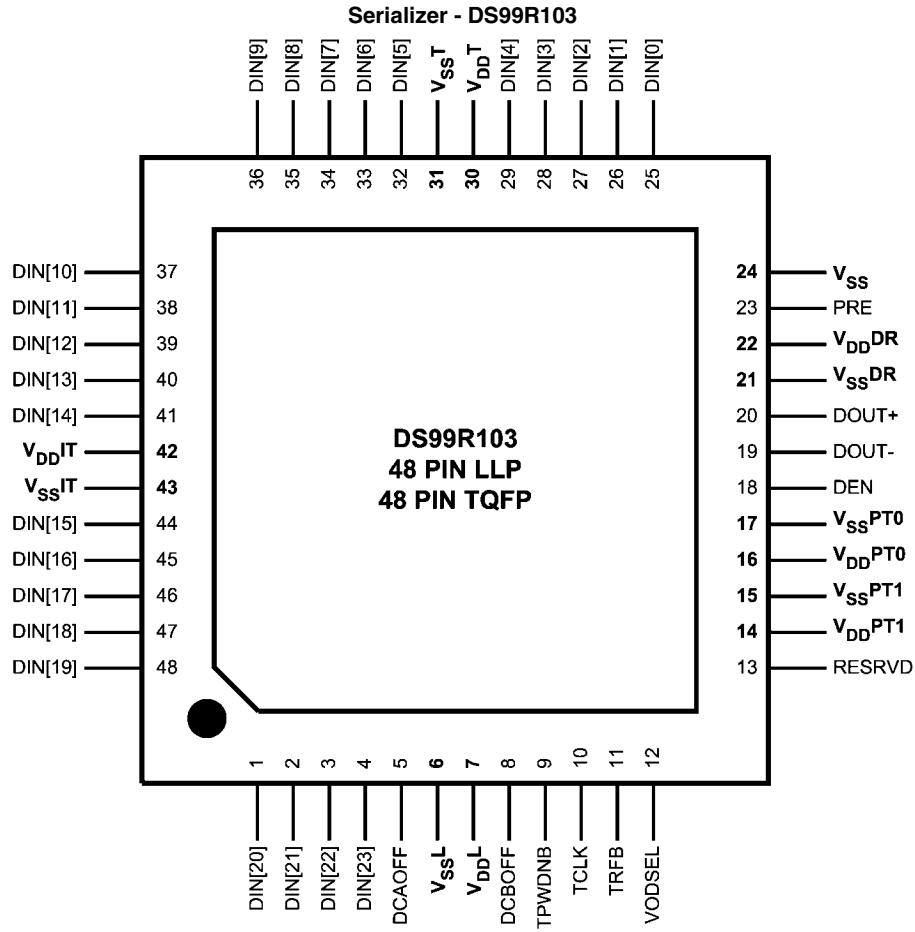 Serializer - DS99R103
DIN[9]
DIN[8]
DIN[7]
DIN[6]
DIN[5]
VSST
VDDT
DIN[4]
DIN[3]
DIN[2]
DIN[1]
DIN[0]
36
35
34
33
32
31
30
29
28
27
26
25
DIN[10] 37
DIN[11] 38
DIN[12] 39
DIN[13] 40
DIN[14] 41
VDDIT 42
VSSIT 43
DIN[15] 44
DIN[16] 45
DIN[17] 46
DIN[18] 47
DIN[19] 48
DS99R103
48 PIN LLP
48 PIN TQFP
24 VSS
23 PRE
22 VDDDR
21 VSSDR
20 DOUT+
19 DOUT-
18 DEN
17 VSSPT0
16 VDDPT0
15 VSSPT1
14 VDDPT1
13 RESRVD
1
2
3
4
5
6
7
8
9
10
11
12
DIN[20]
DIN[21]
DIN[22]
DIN[23]
DCAOFF
VSSL
VDDL
DCBOFF
TPWDNB
TCLK
TRFB
VODSEL